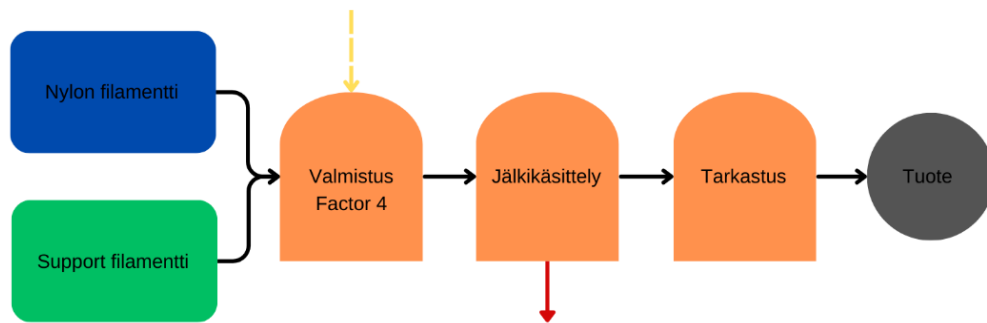 Nylon filamentti
Support filamentti
Valmistus
Factor 4
Jälkikäsittely
Tarkastus
Tuote